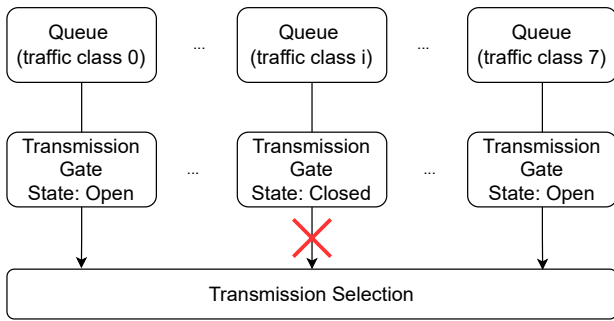 Queue
(traffic class 0)
...
Queue
(traffic class i)
...
Queue
(traffic class 7)
Transmission
Gate
State: Open
...
Transmission
Gate
State: Closed
...
Transmission
Gate
State: Open
Transmission Selection